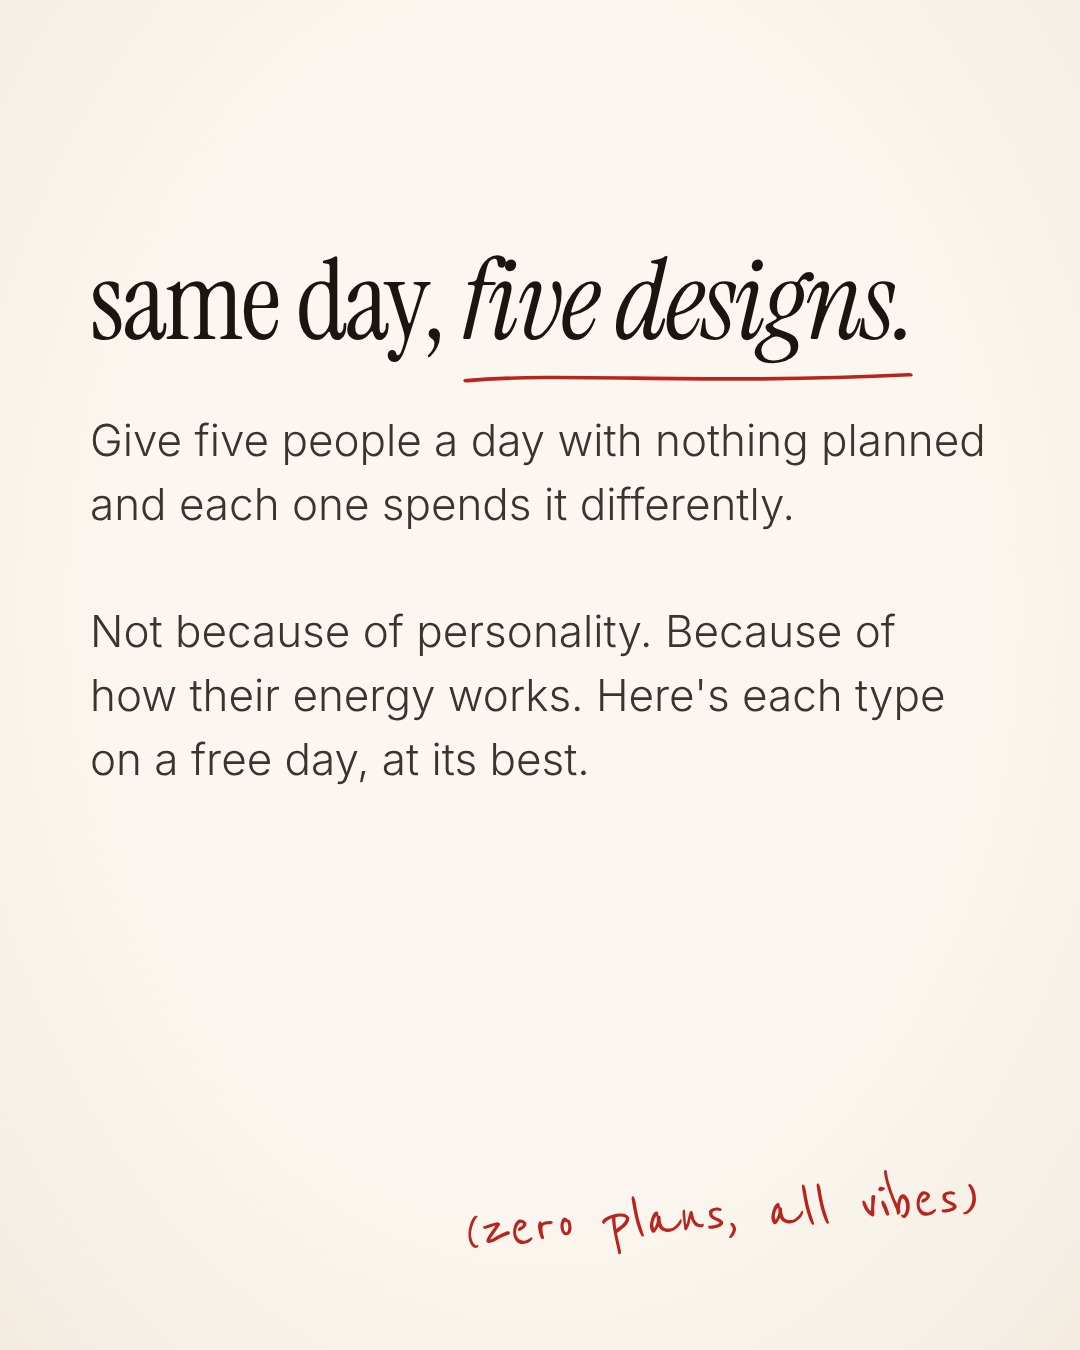 same day, five designs.
Give five people a day with nothing planned
and each one spends it differently.
Not because of personality. Because of
how their energy works. Here's each type
on a free day, at its best.
(zero plans, all vibes)